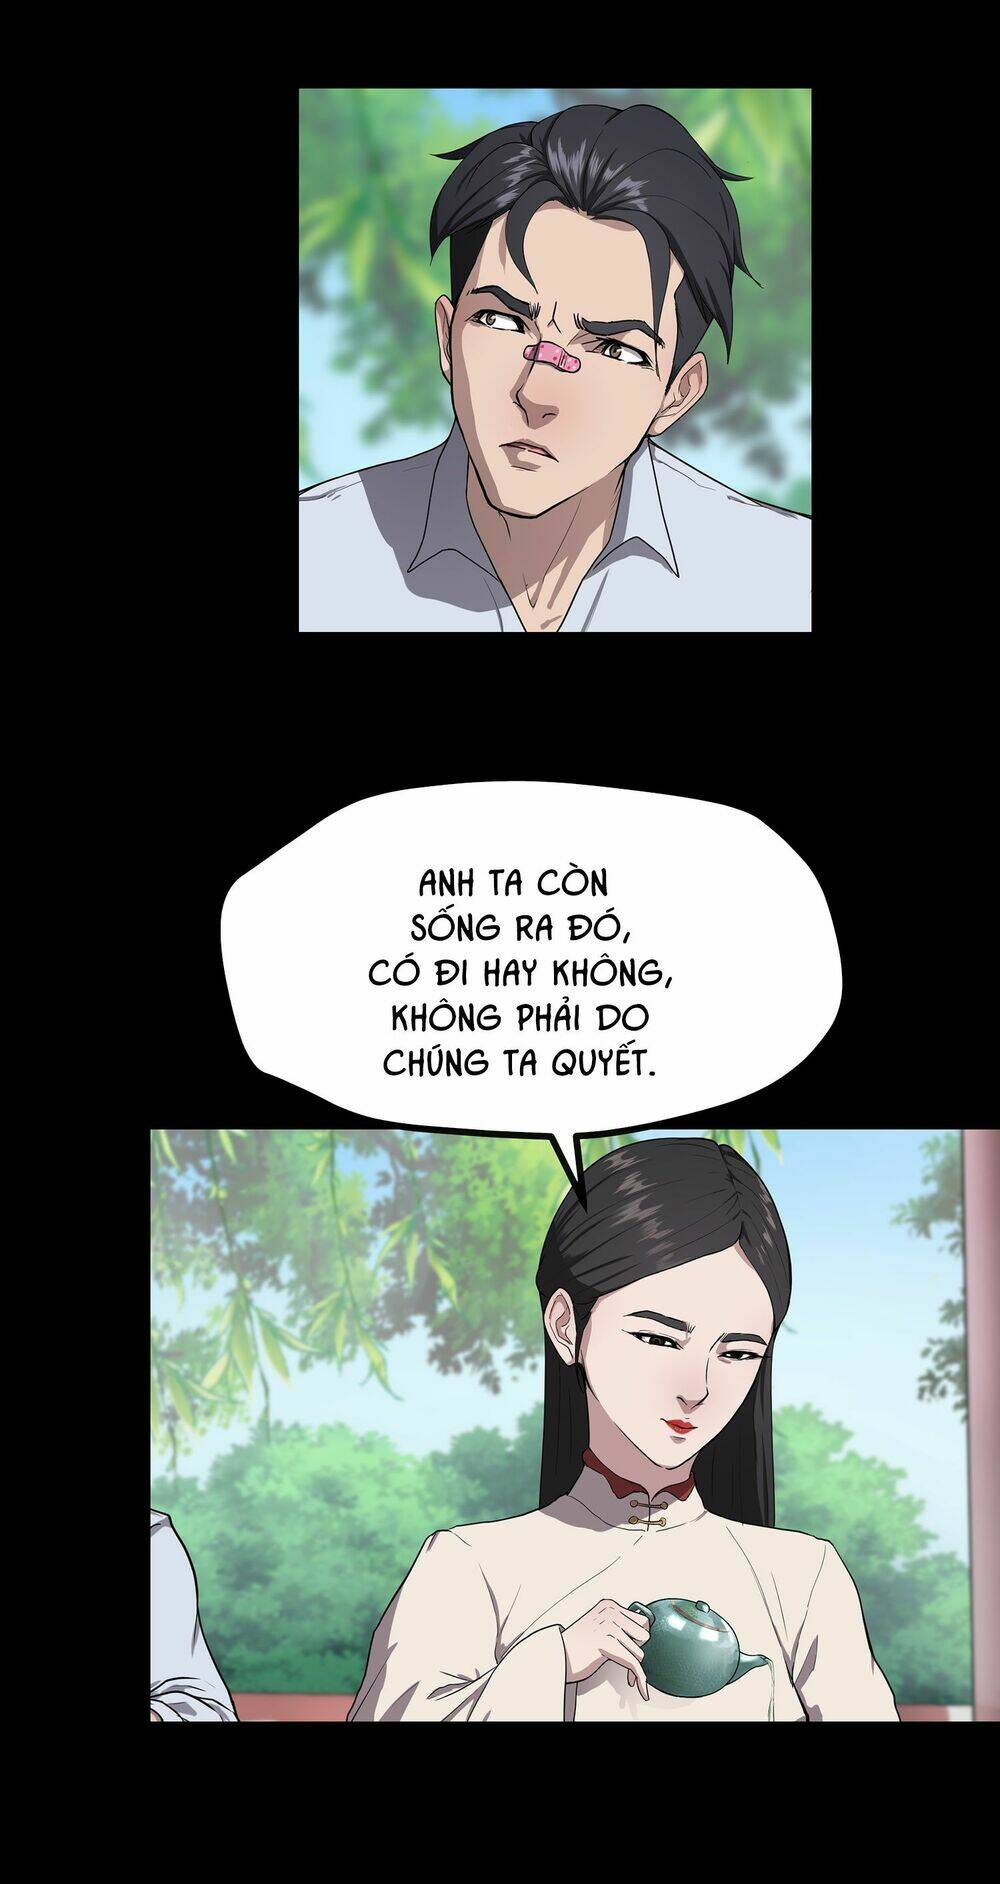 ANH TA CÒN
SỐNG RA ĐÓ,
CÓ ĐI HAY KHÔNG,
KHÔNG PHẢI DO
CHÚNG TA QUYẾT.